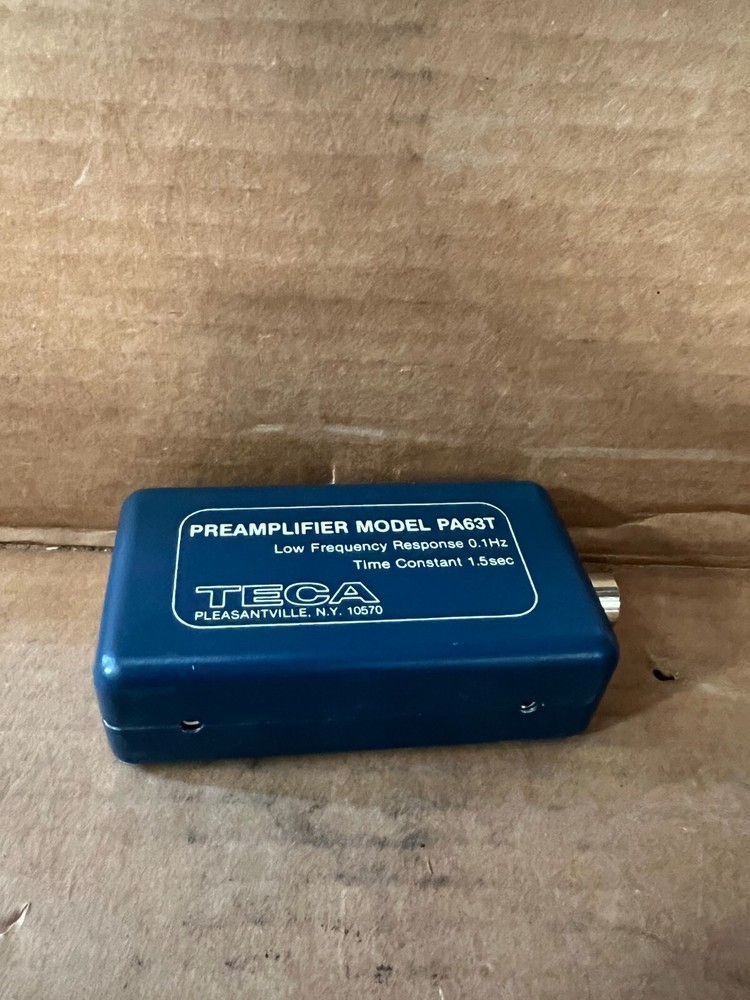 PREAMPLIFIER MODEL PA63T
Low Frequency Response 0.1Hz
Time Constant 1.5sec
TECA
PLEASANTVILLE, N.Y. 10570